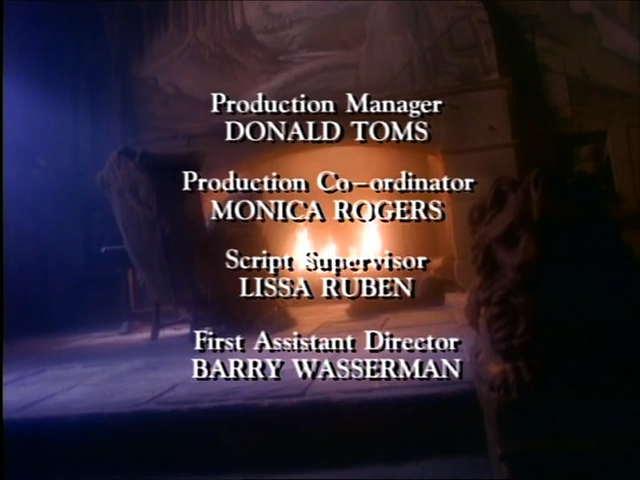 Production Manager
DONALD TOMS
Production Co-ordinator
MONICA ROGERS
Script Supervisor
LISSA RUBEN
First Assistant Director
BARRY WASSERMAN